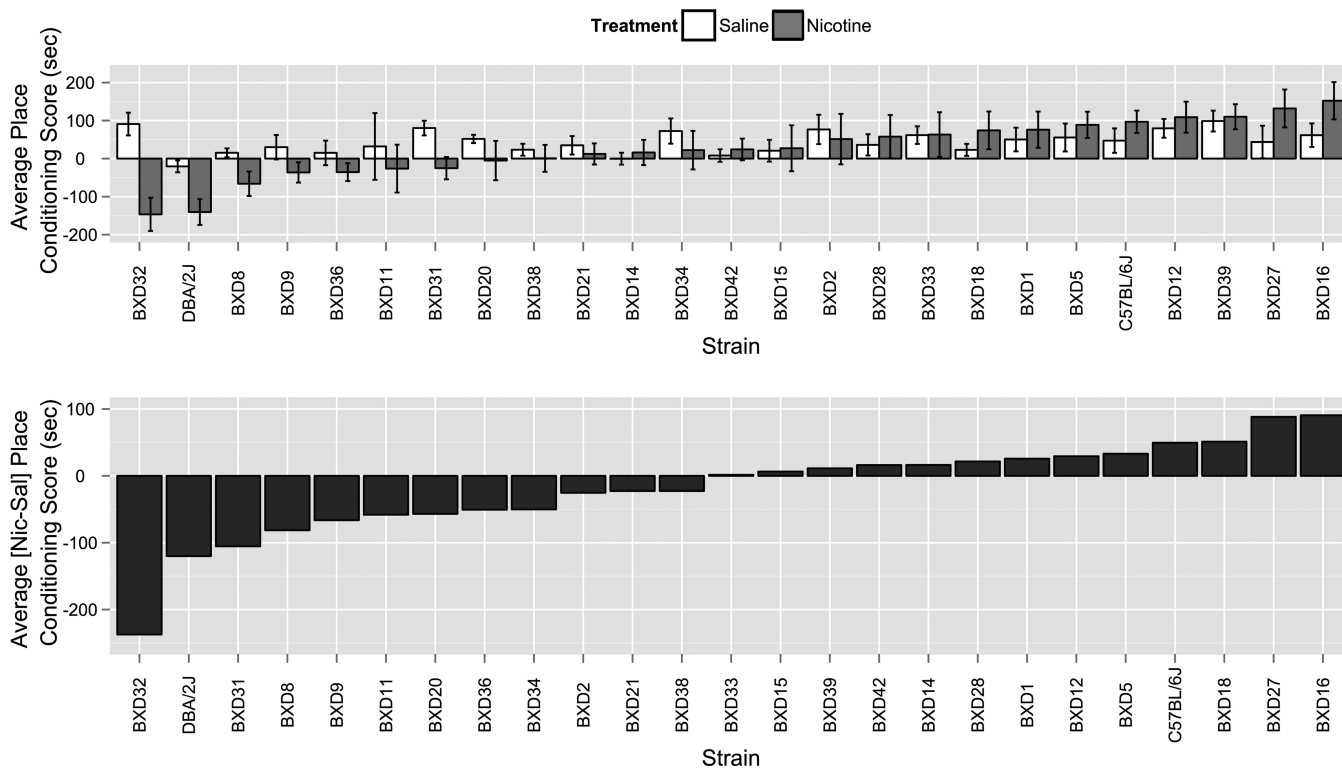 Treatment Saline Nicotine
Average Place
Conditioning Score (sec)
200
100
0
-100
-200
BXD32 DBA/2J BXD8 BXD9 BXD36 BXD11 BXD31 BXD20 BXD38 BXD21 BXD14 BXD34 BXD42 BXD15 BXD2 BXD28 BXD33 BXD18 BXD1 BXD5 C57BL/6J BXD12 BXD39 BXD27 BXD16
Strain
Average [Nic-Sal] Place
Conditioning Score (sec)
100
0
-100
-200
BXD32 DBA/2J BXD31 BXD8 BXD9 BXD11 BXD20 BXD36 BXD34 BXD2 BXD21 BXD38 BXD33 BXD15 BXD39 BXD42 BXD14 BXD28 BXD1 BXD12 BXD5 C57BL/6J BXD18 BXD27 BXD16
Strain